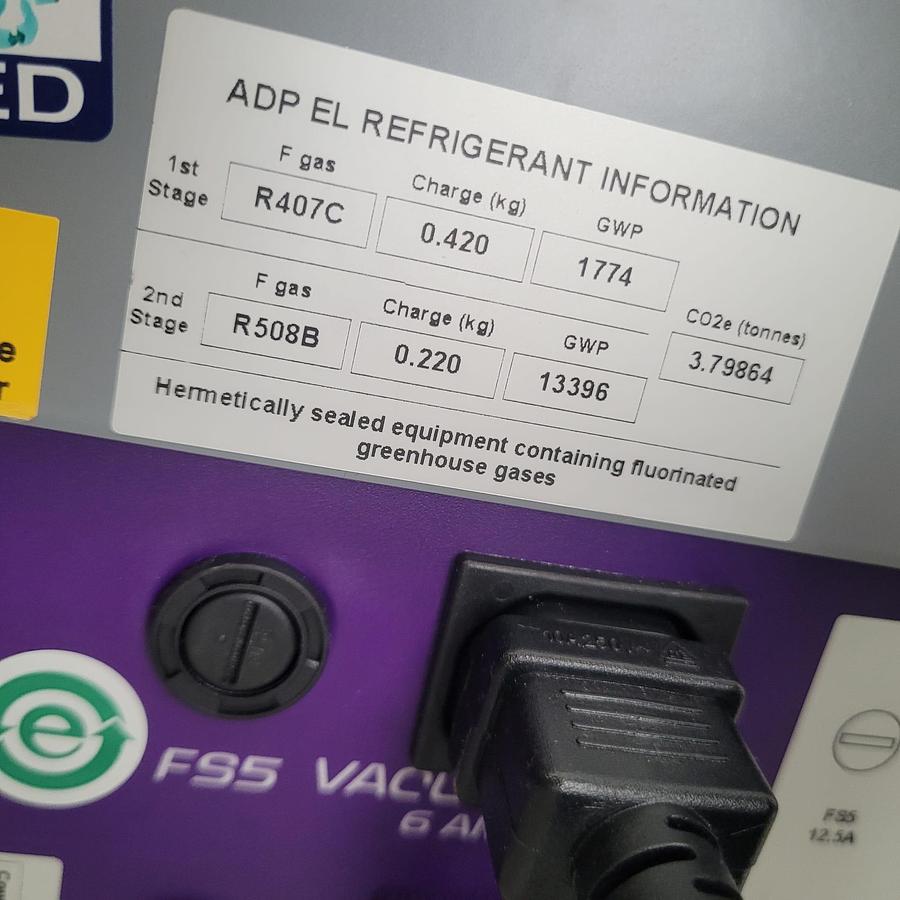 ED
ADP EL REFRIGERANT INFORMATION
1st Stage
F gas
R407C
Charge (kg)
0.420
GWP
1774
2nd Stage
F gas
R508B
Charge (kg)
0.220
GWP
13396
CO2e (tonnes)
3.79864
Hermetically sealed equipment containing fluorinated
greenhouse gases
e
r
e
FS5 VACU
6 AM
FS5
12.5A